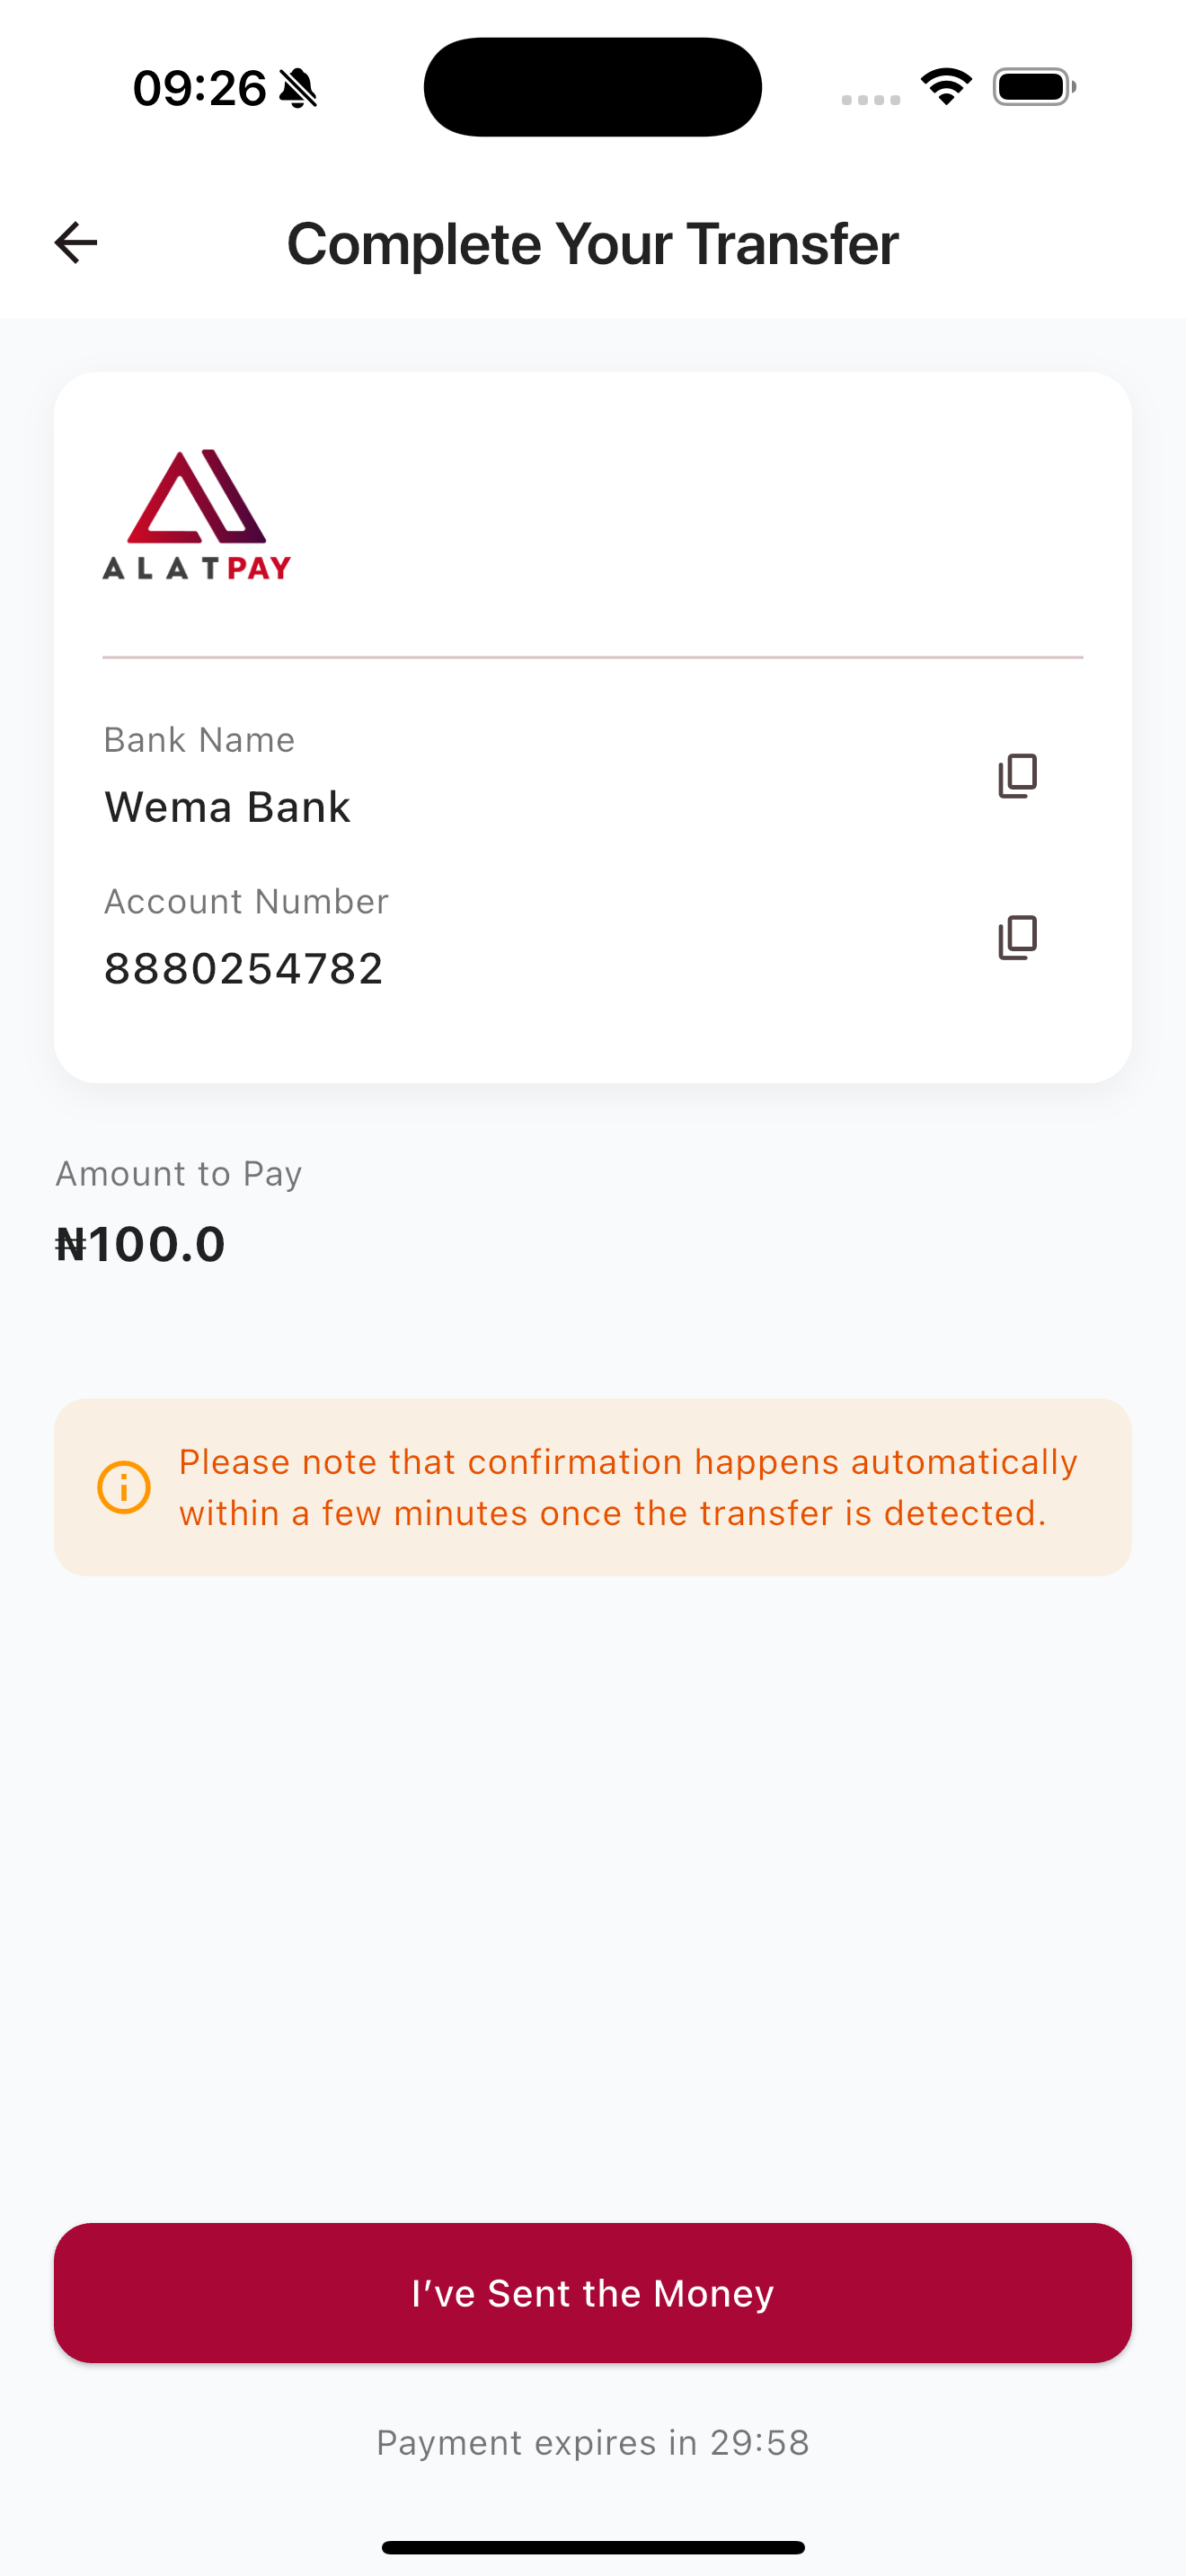 09:26
Complete Your Transfer
ALATPAY
Bank Name
Wema Bank
Account Number
8880254782
Amount to Pay
₦100.0
Please note that confirmation happens automatically
within a few minutes once the transfer is detected.
I’ve Sent the Money
Payment expires in 29:58